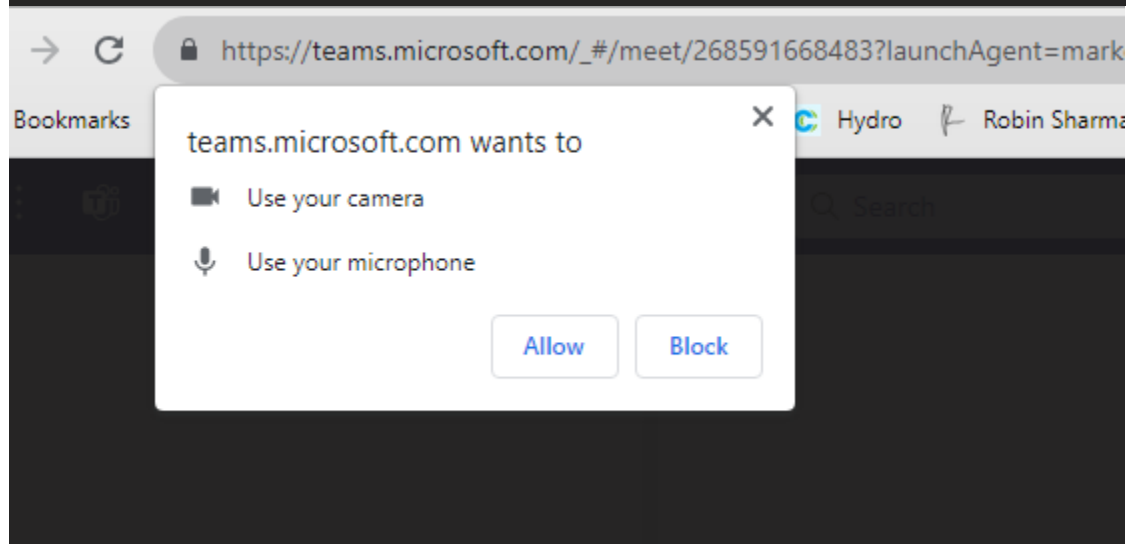 https://teams.microsoft.com/_#/meet/268591668483?launchAgent=mark
Bookmarks
Hydro
Robin Sharma
teams.microsoft.com wants to
Use your camera
Use your microphone
Allow
Block
Search